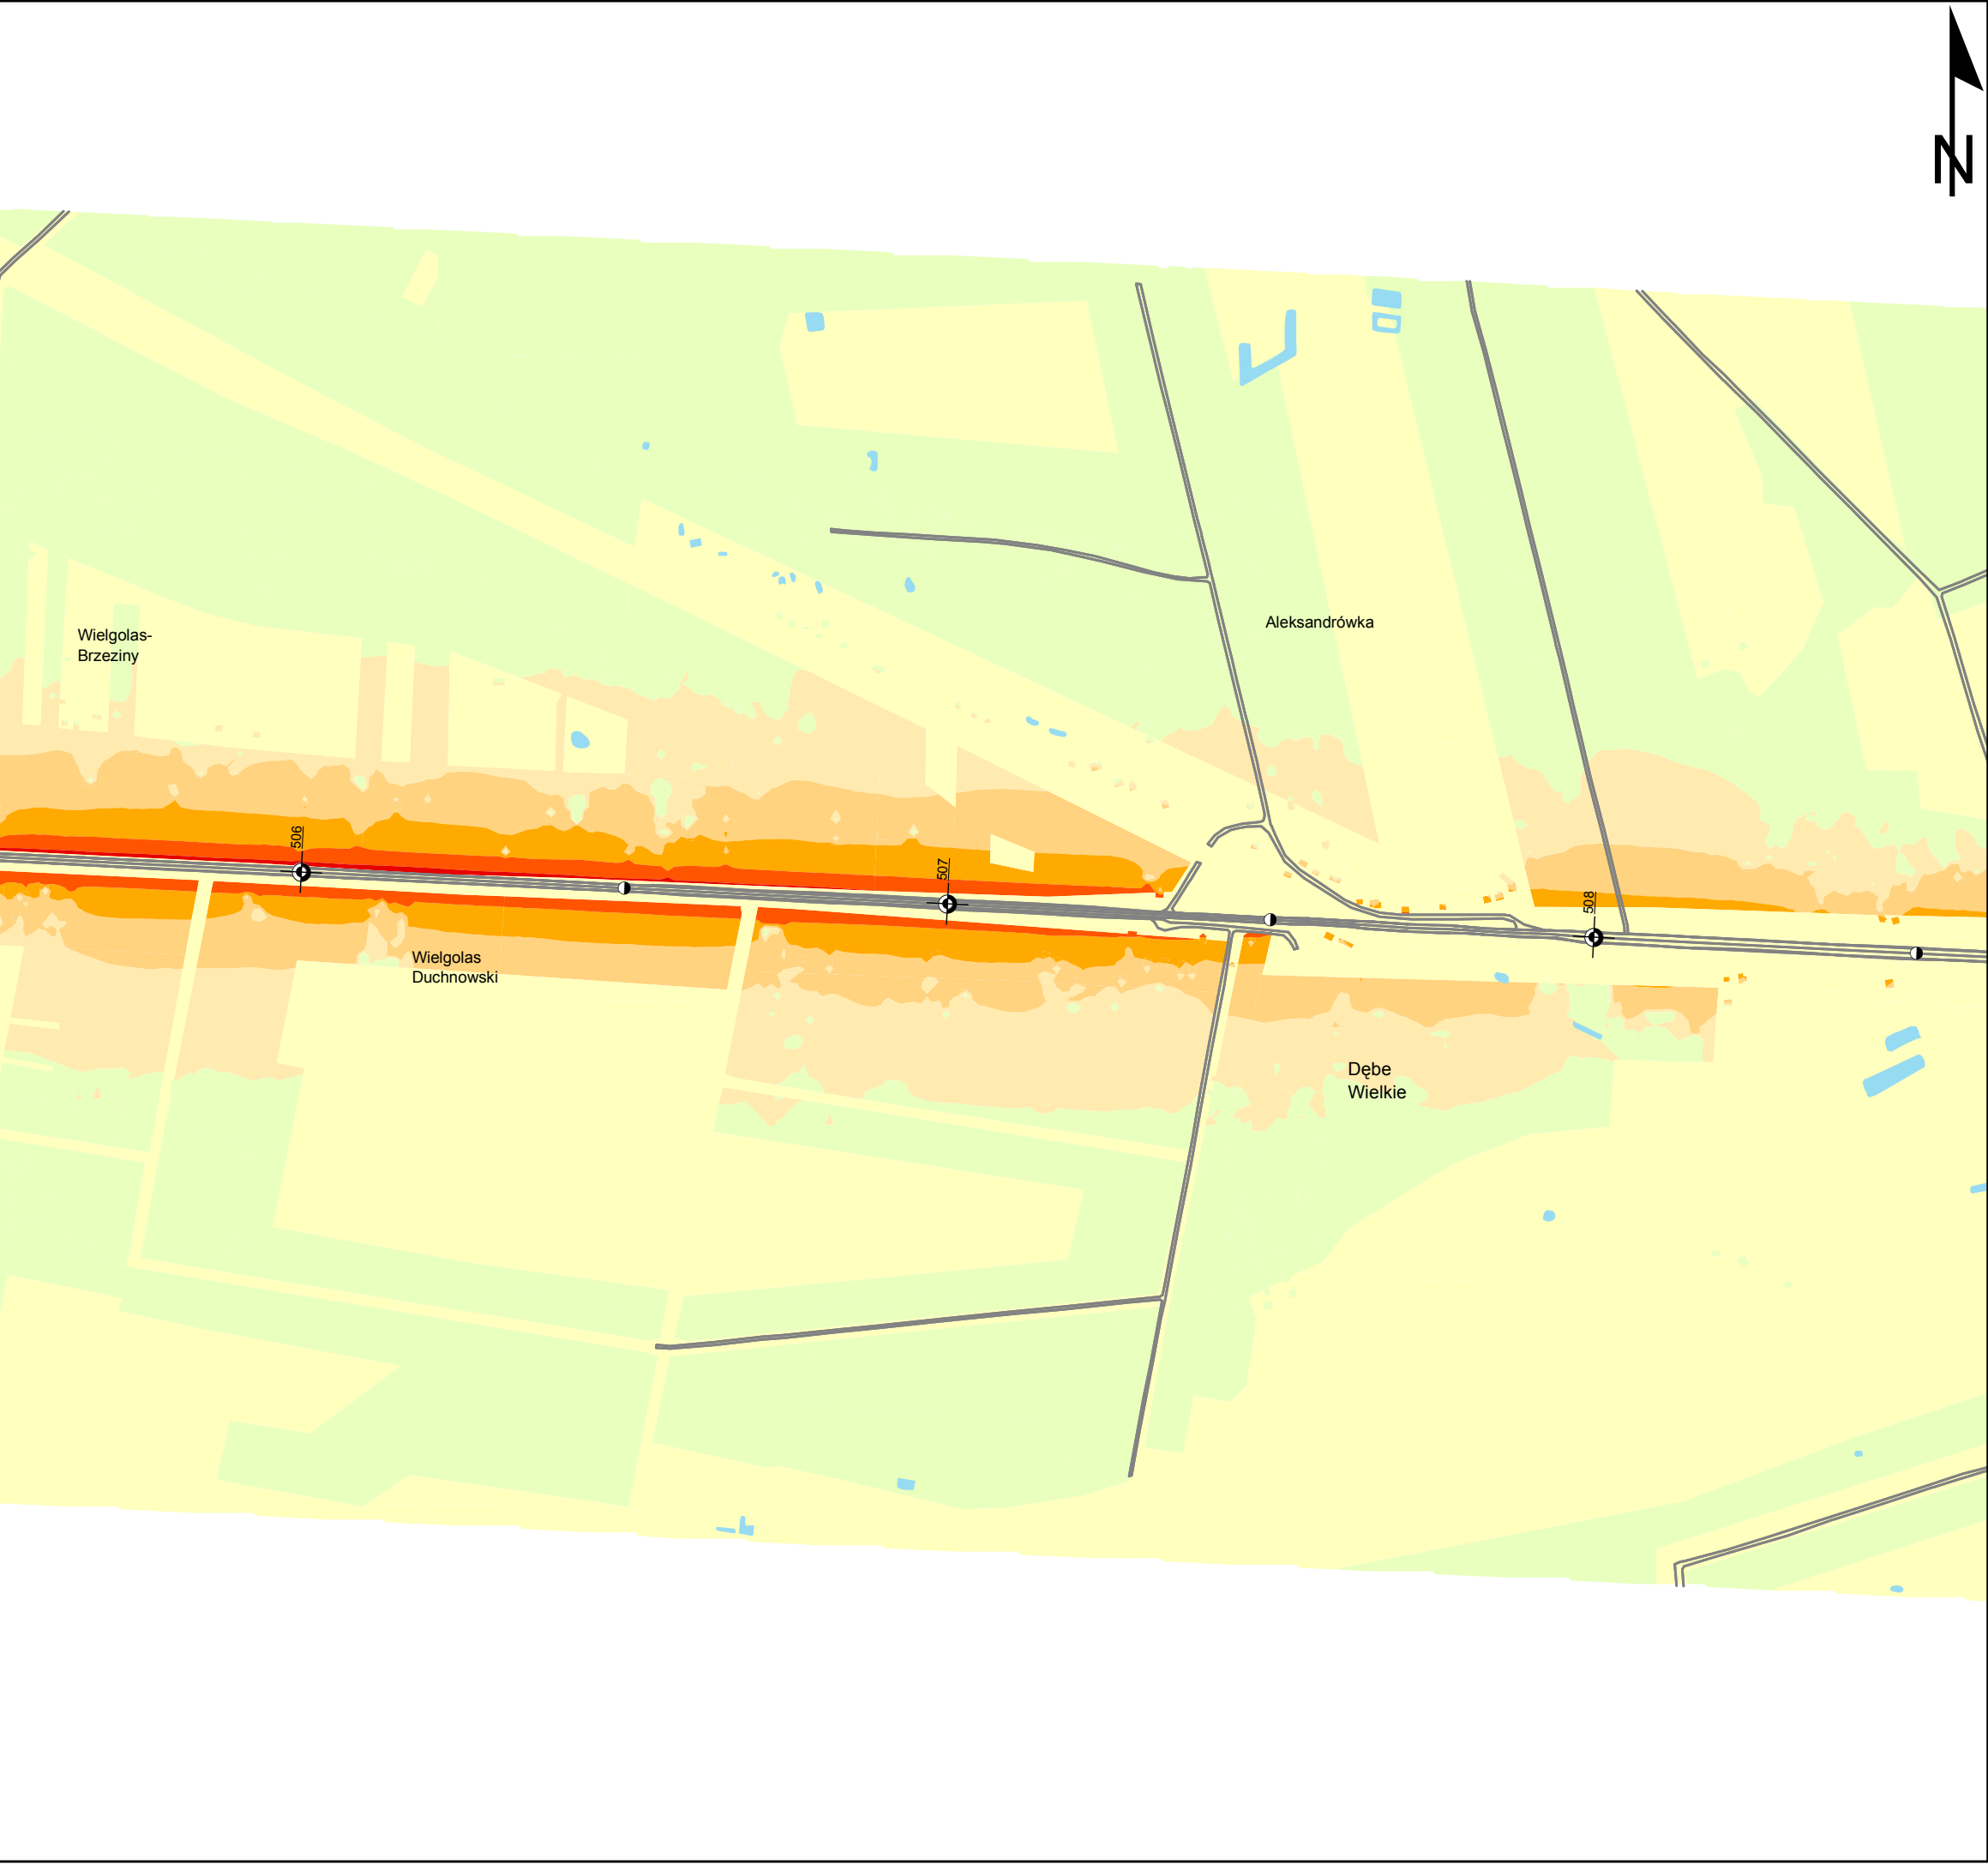 N
Aleksandrówka
Wielgolas-
Brzeziny
506
507
508
Wielgolas
Duchnowski
Dębe
Wielkie